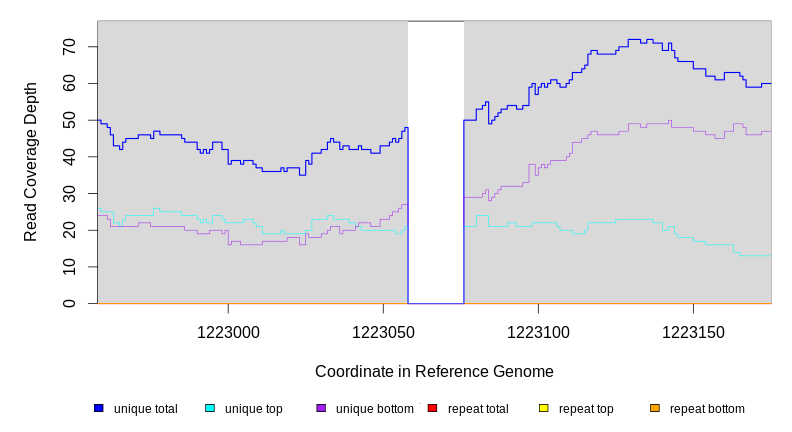 Read Coverage Depth
70
60
50
40
30
20
10
0
1223000 1223050 1223100 1223150
Coordinate in Reference Genome
unique total unique top unique bottom repeat total repeat top repeat bottom